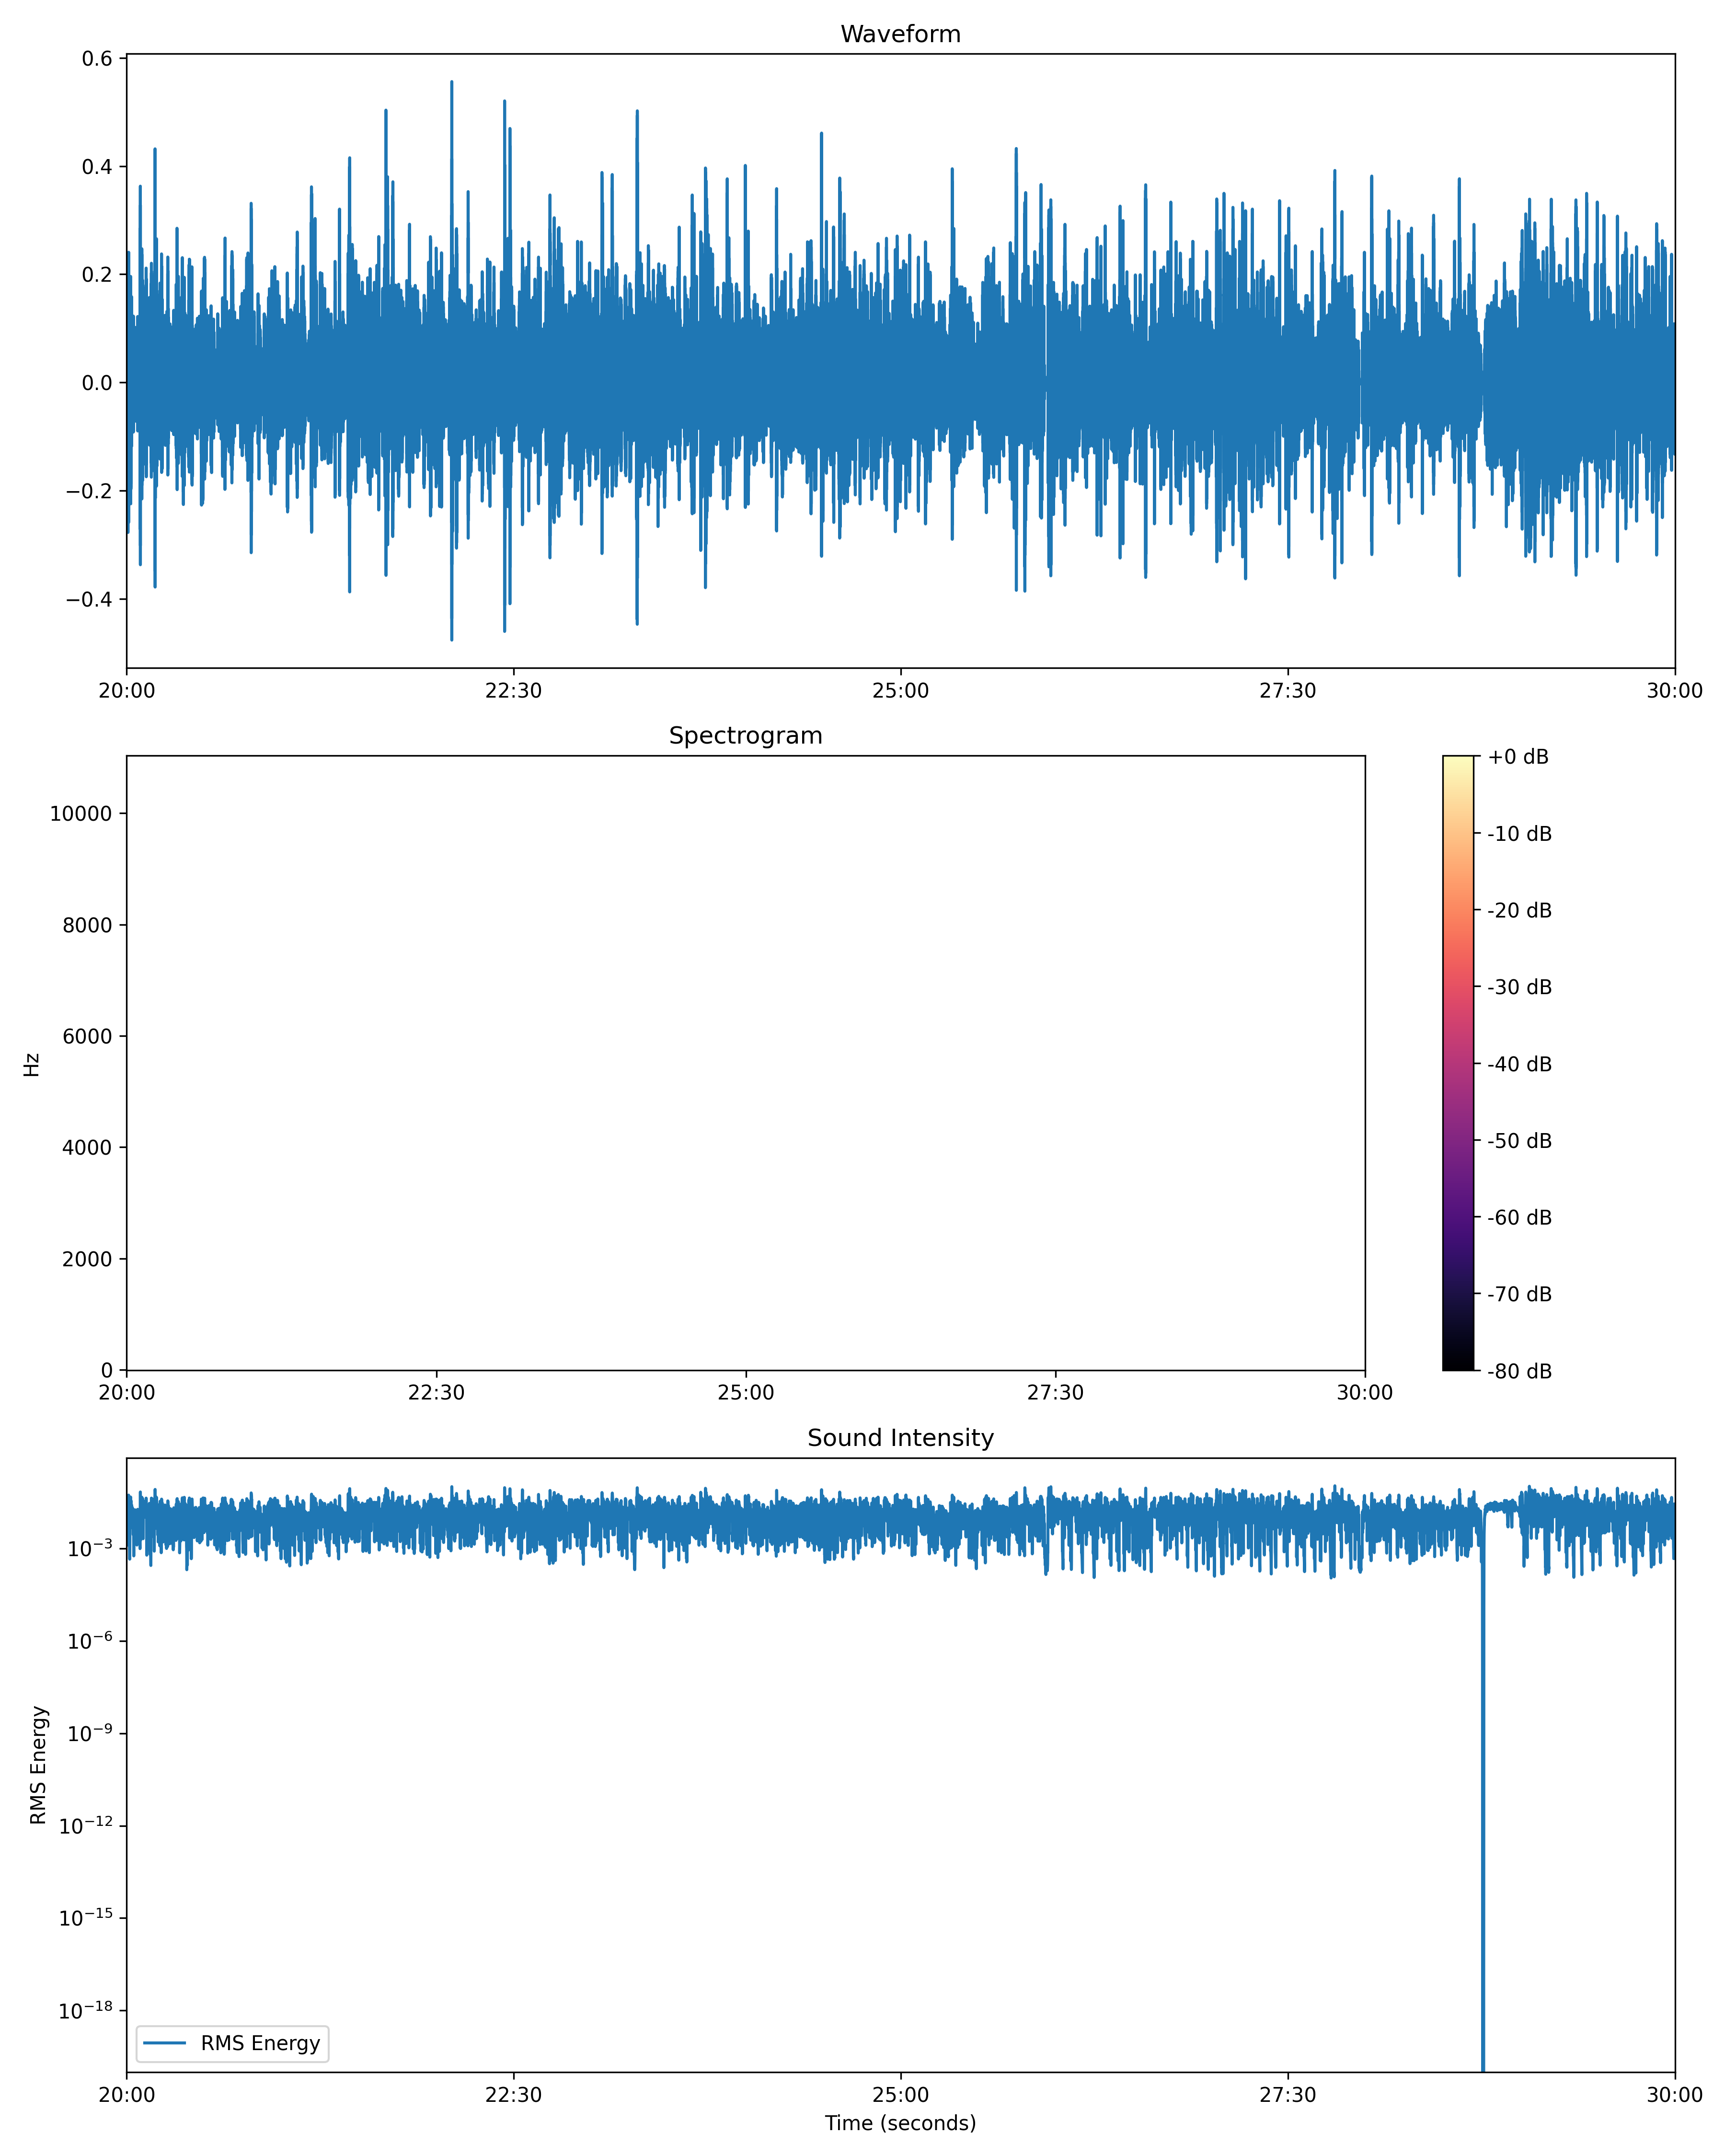 Waveform
0.6
0.4
0.2
0.0
−0.2
−0.4
20:00 22:30 25:00 27:30 30:00
Spectrogram
Hz
10000
8000
6000
4000
2000
0
20:00 22:30 25:00 27:30 30:00
+0 dB
-10 dB
-20 dB
-30 dB
-40 dB
-50 dB
-60 dB
-70 dB
-80 dB
Sound Intensity
RMS Energy
10⁻³
10⁻⁶
10⁻⁹
10⁻¹²
10⁻¹⁵
10⁻¹⁸
RMS Energy
20:00 22:30 25:00 27:30 30:00
Time (seconds)